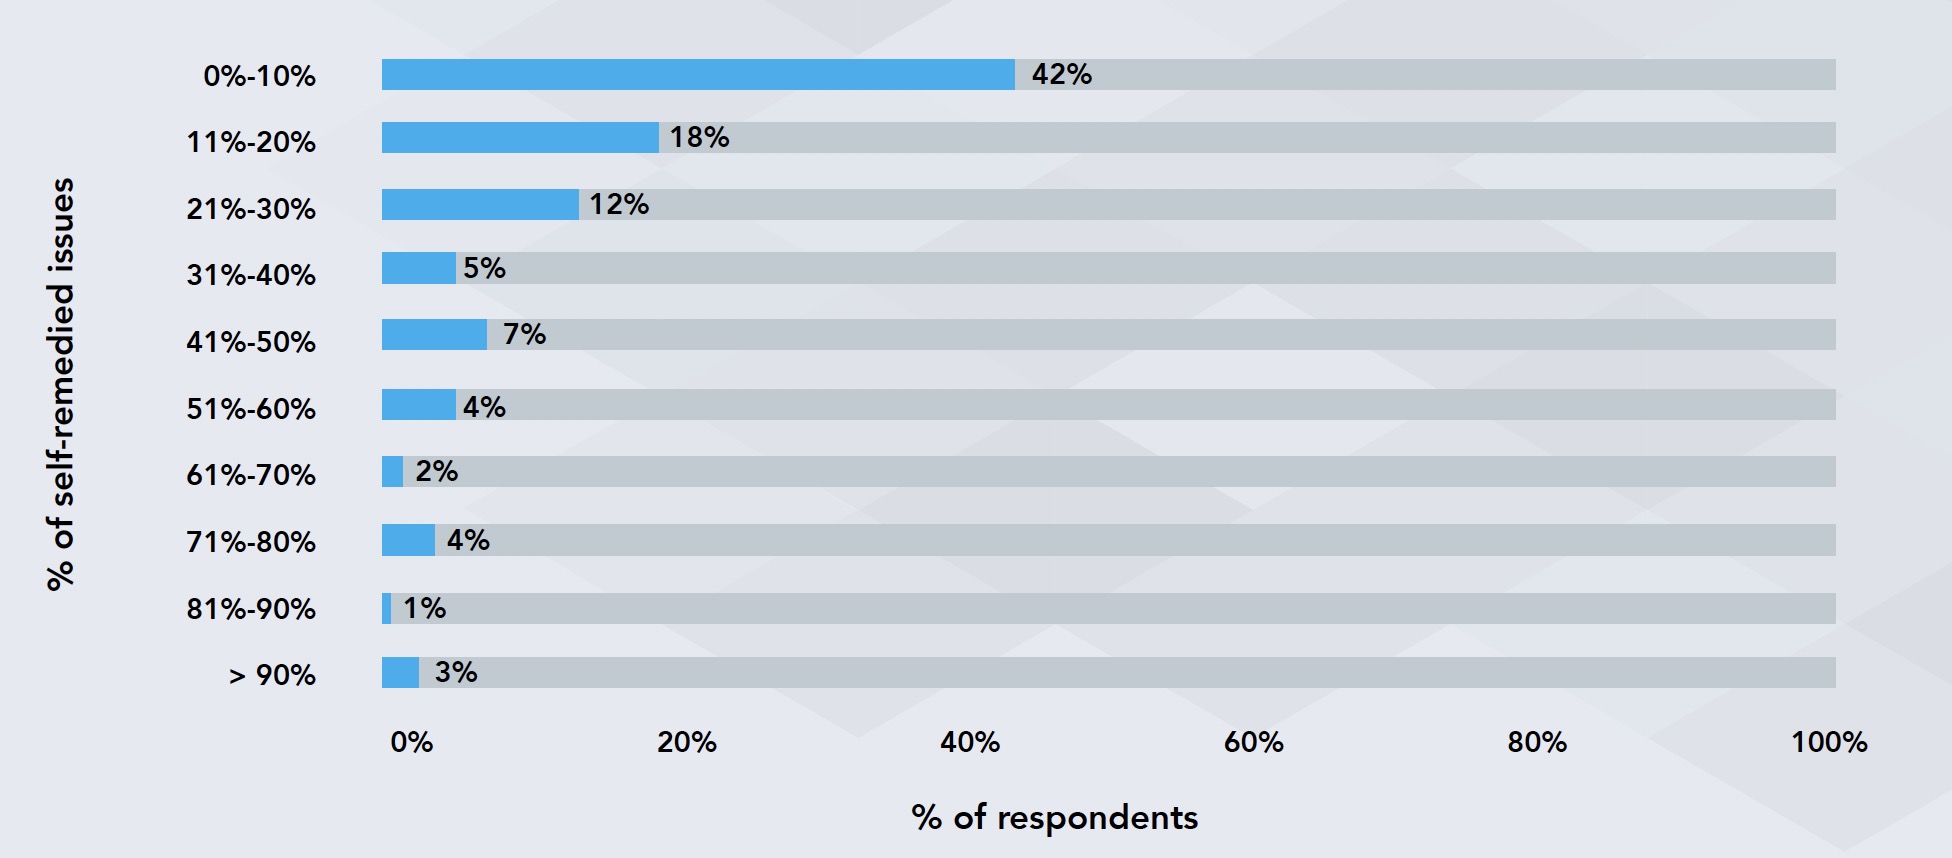 % of self-remedied issues
0%-10% 42%
11%-20% 18%
21%-30% 12%
31%-40% 5%
41%-50% 7%
51%-60% 4%
61%-70% 2%
71%-80% 4%
81%-90% 1%
> 90% 3%
0% 20% 40% 60% 80% 100%
% of respondents